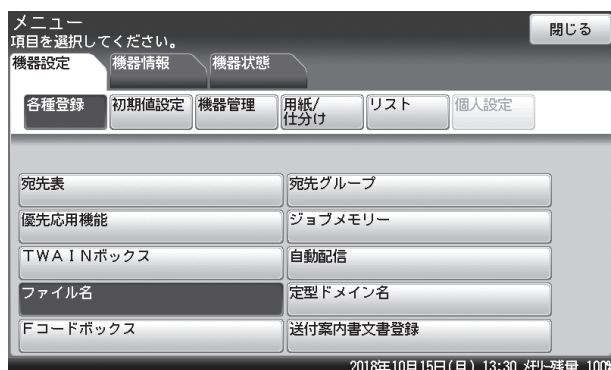 メニュー
項目を選択してください。
閉じる
機器設定 機器情報 機器状態
各種登録 初期値設定 機器管理 用紙/ リスト 個人設定
仕分け
宛先表 宛先グループ
優先応用機能 ジョブメモリー
TWAINボックス 自動配信
ファイル名 定型ドメイン名
Fコードボックス 送付案内書文書登録
2018年10月15日(月) 13:30 ﾒﾓﾘｰ残量 100%